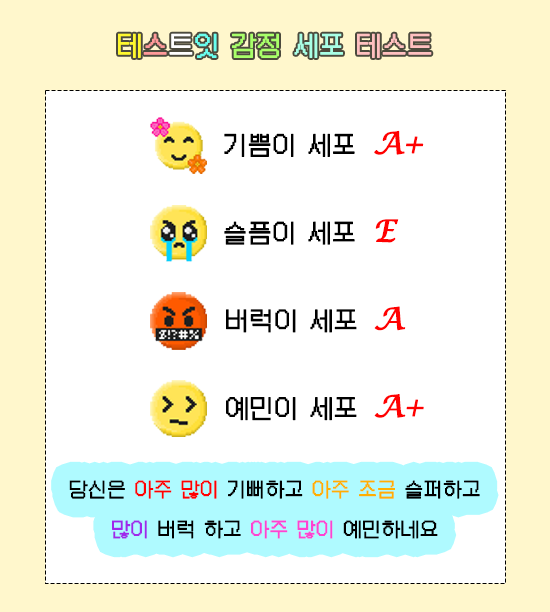 테스트잇 감정 세포 테스트
기쁨이 세포 A+
슬픔이 세포 E
버럭이 세포 A
$!?#%
예민이 세포 A+
당신은 아주 많이 기뻐하고 아주 조금 슬퍼하고
많이 버럭 하고 아주 많이 예민하네요